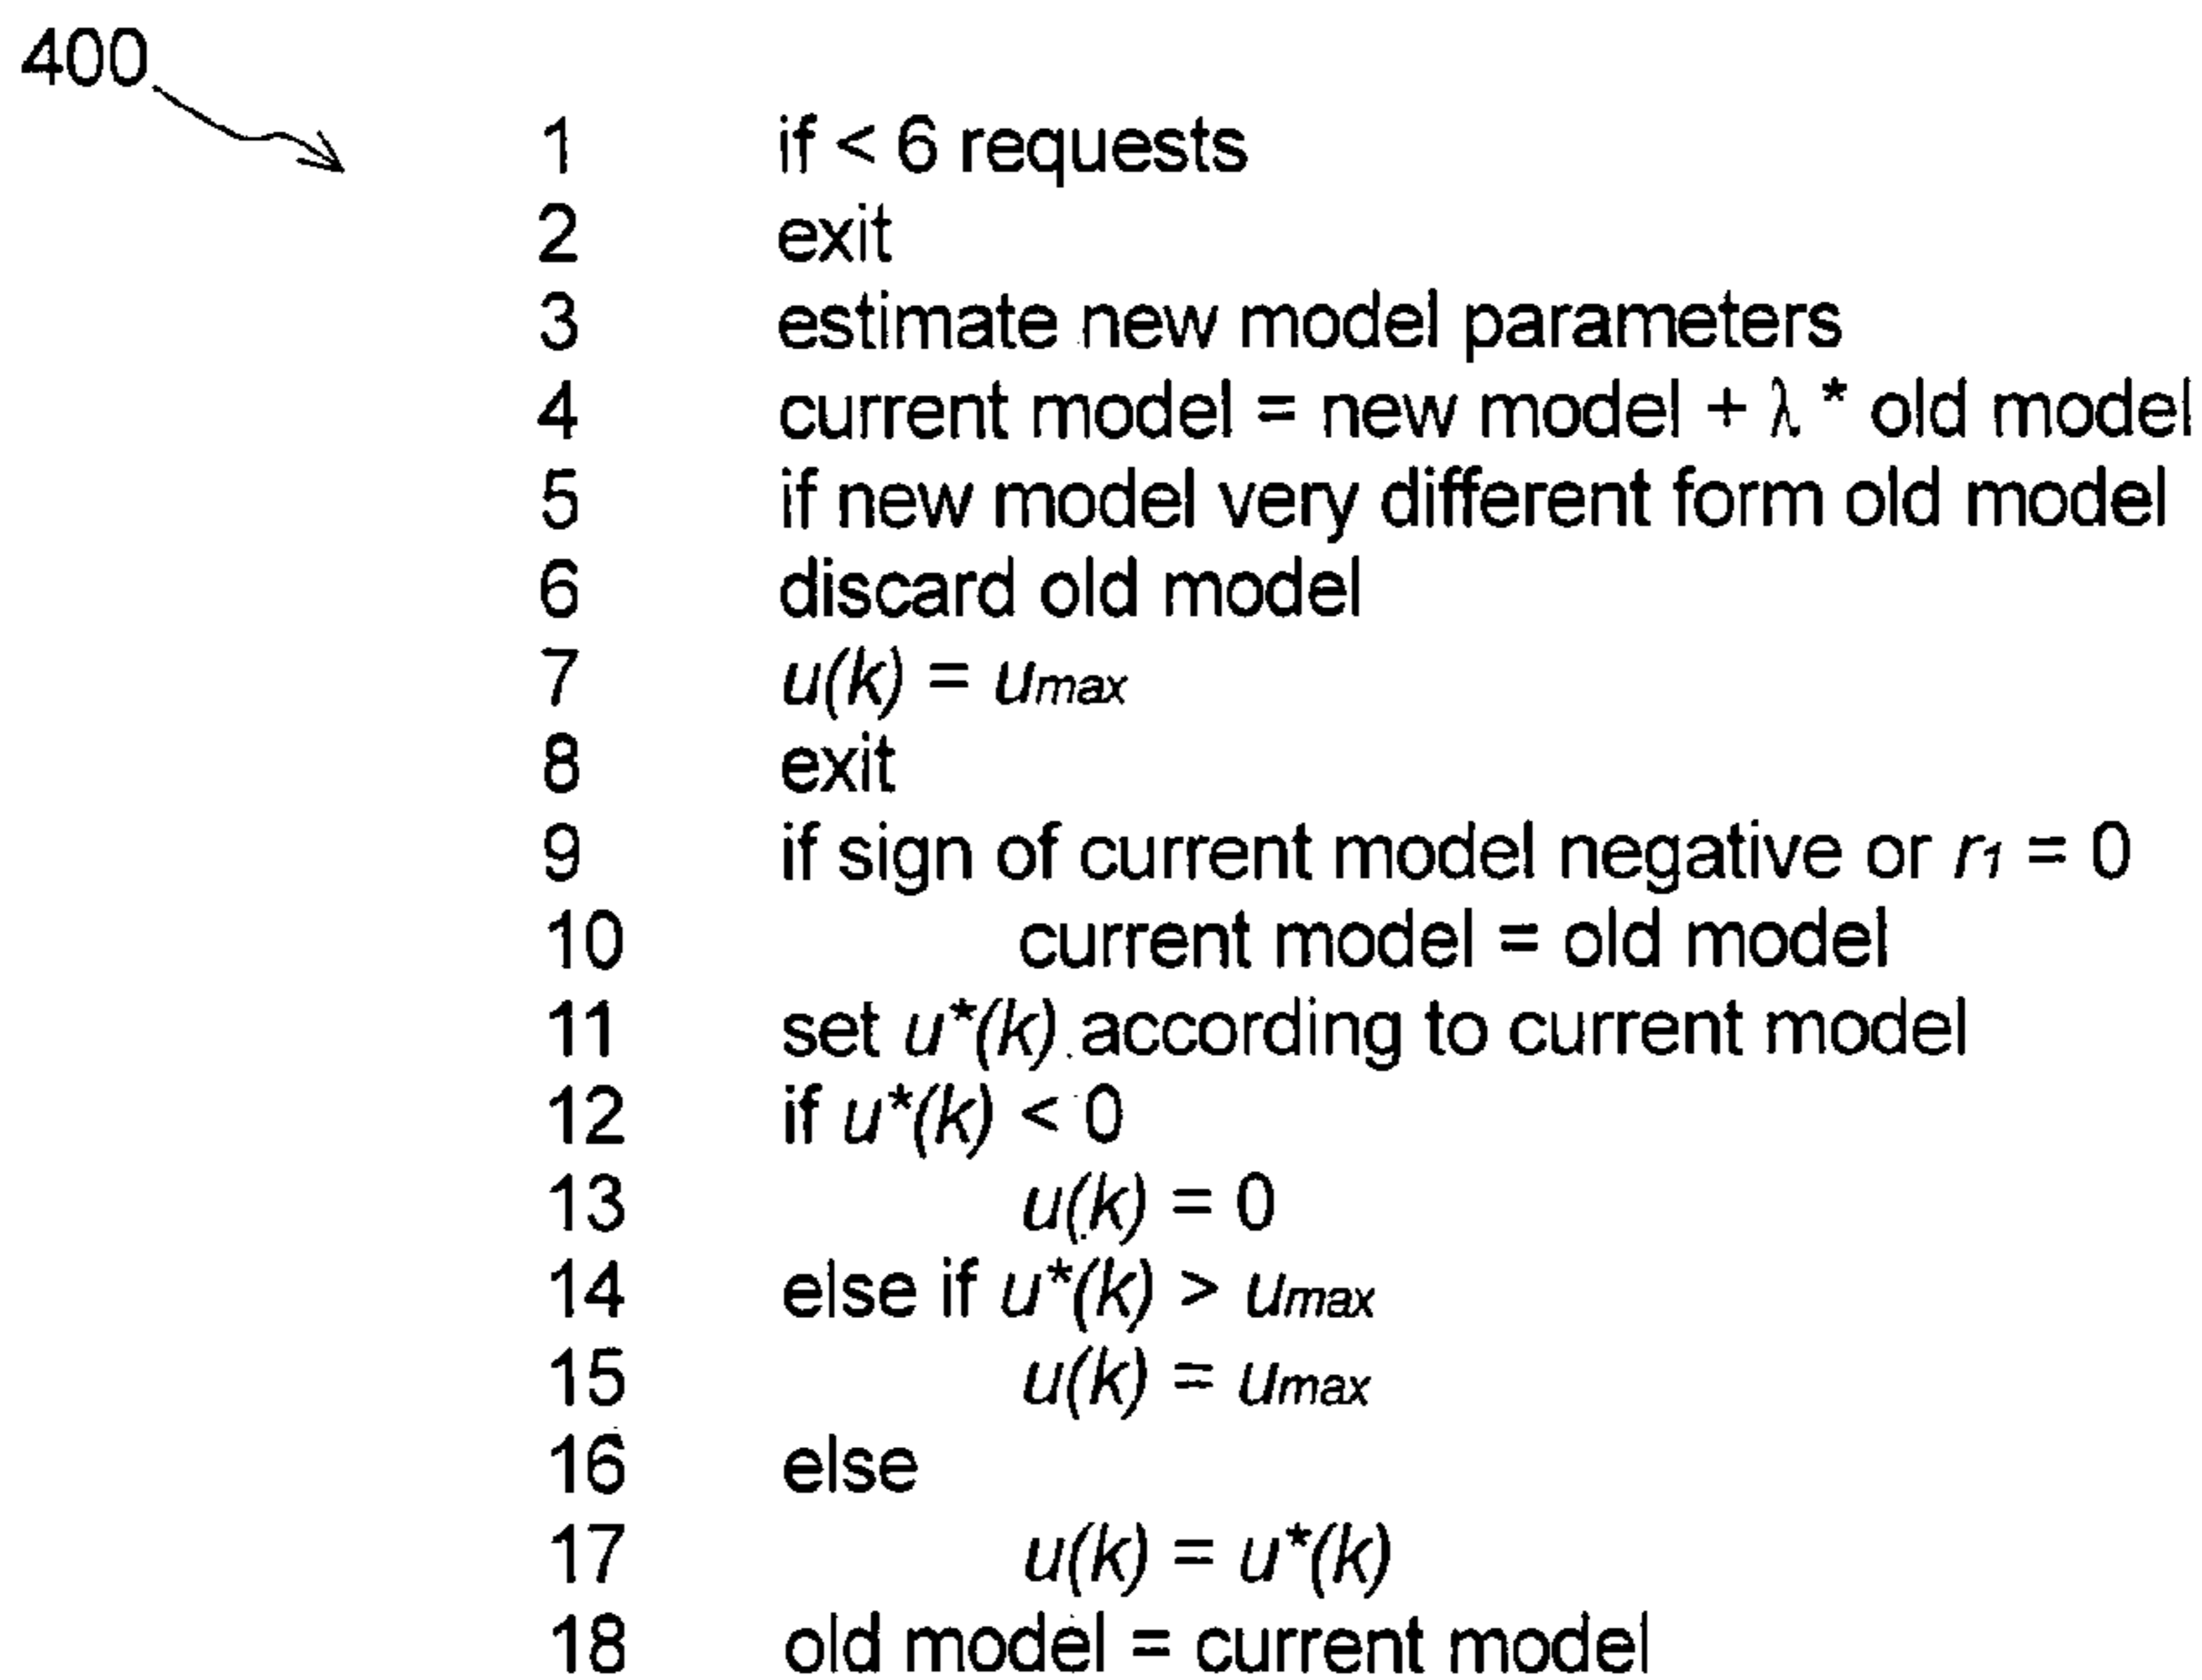 400
1 if < 6 requests
2 exit
3 estimate new model parameters
4 current model = new model + λ * old model
5 if new model very different form old model
6 discard old model
7 u(k) = umax
8 exit
9 if sign of current model negative or r1 = 0
10 current model = old model
11 set u*(k) according to current model
12 if u*(k) < 0
13 u(k) = 0
14 else if u*(k) > umax
15 u(k) = umax
16 else
17 u(k) = u*(k)
18 old model = current model